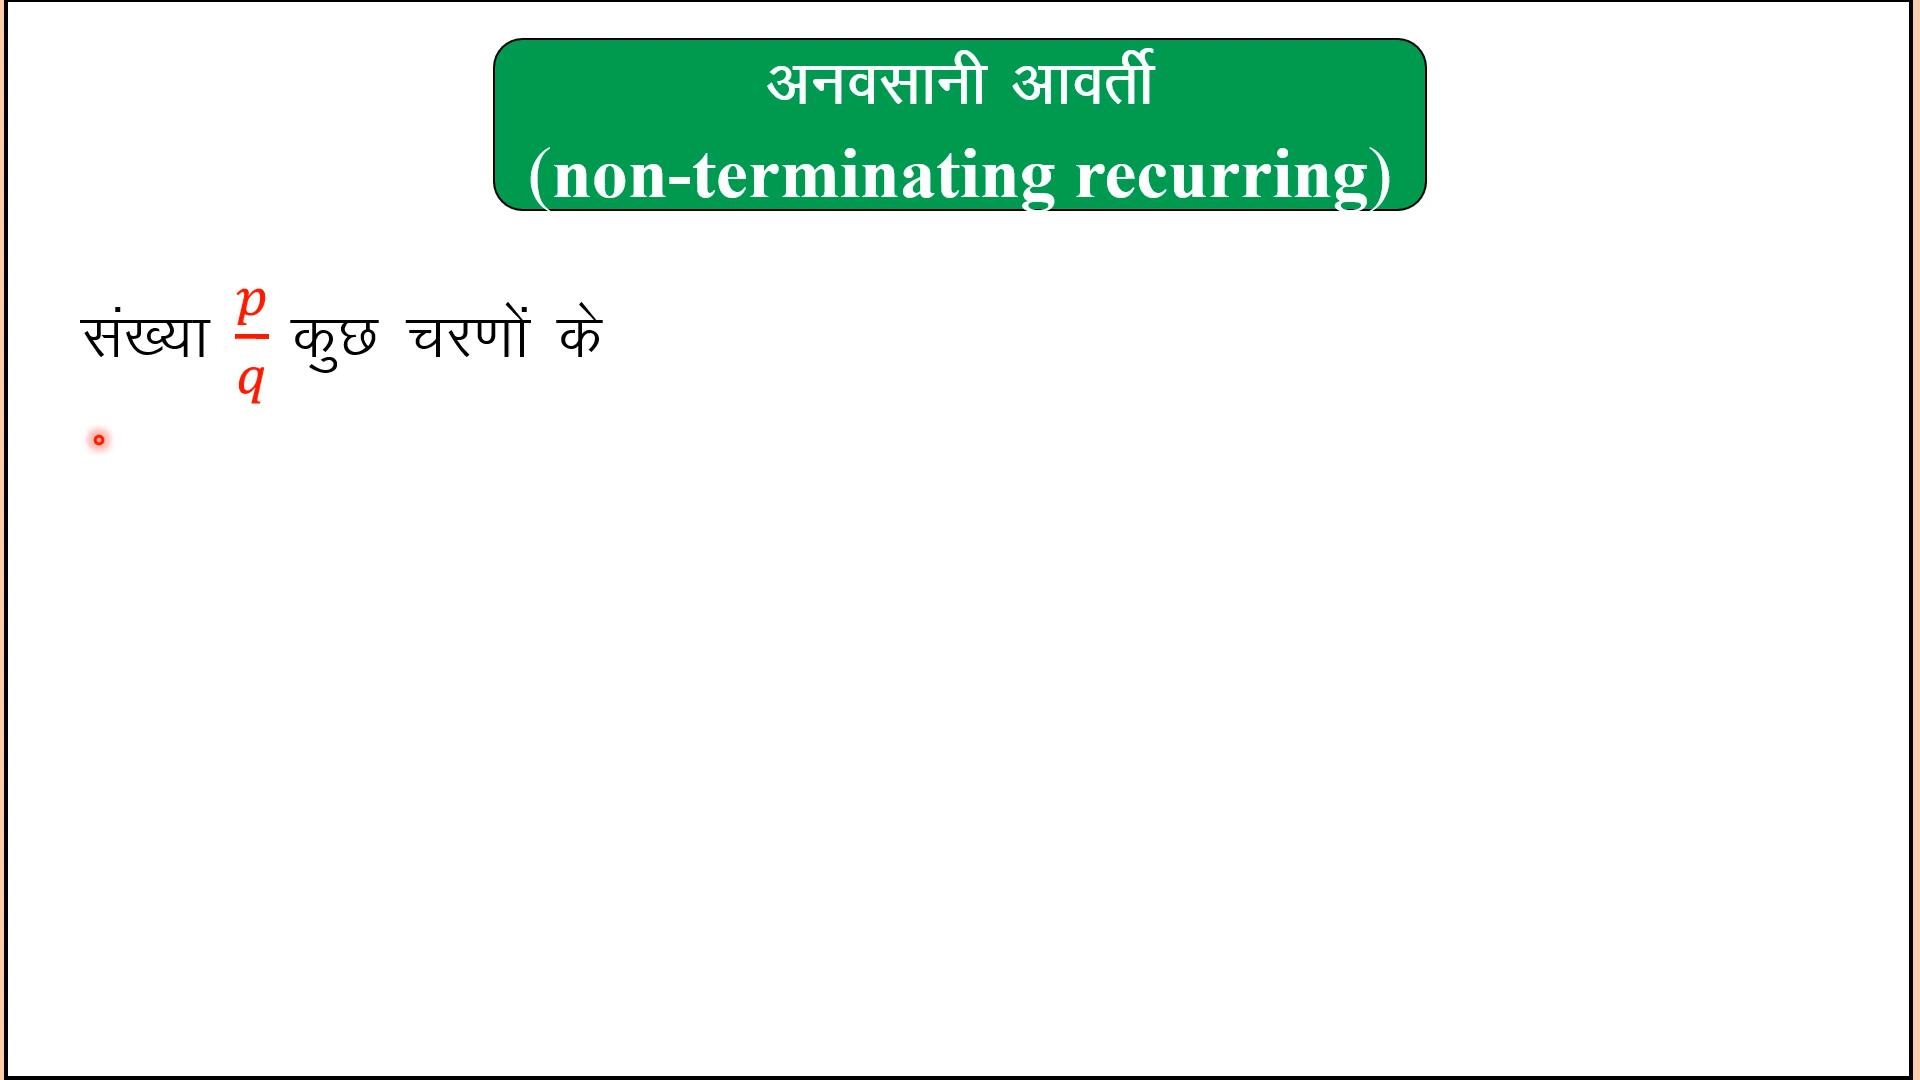 अनवसानी आवर्ती
(non-terminating recurring)
संख्या p/q कुछ चरणों के